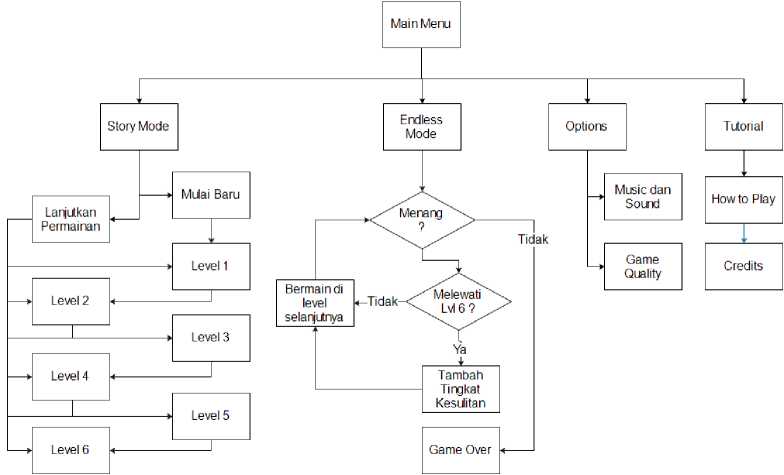 Main Menu
Story Mode
Endless
Mode
Options
Tutorial
Mulai Baru
Lanjutkan
Permainan
Level 1
Level 2
Level 3
Level 4
Level 5
Level 6
Menang
?
Tidak
Melewati
Lvl 6 ?
Tidak
Bermain di
level
selanjutnya
Ya
Tambah
Tingkat
Kesulitan
Game Over
Music dan
Sound
Game
Quality
How to Play
Credits